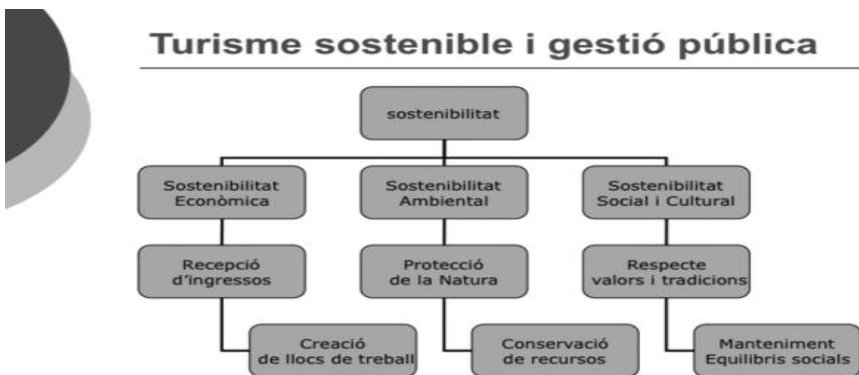 Turisme sostenible i gestió pública
sostenibilitat
Sostenibilitat
Econòmica
Sostenibilitat
Ambiental
Sostenibilitat
Social i Cultural
Recepció
d'ingressos
Protecció
de la Natura
Respecte
valors i tradicions
Creació
de llocs de treball
Conservació
de recursos
Manteniment
Equilibris socials